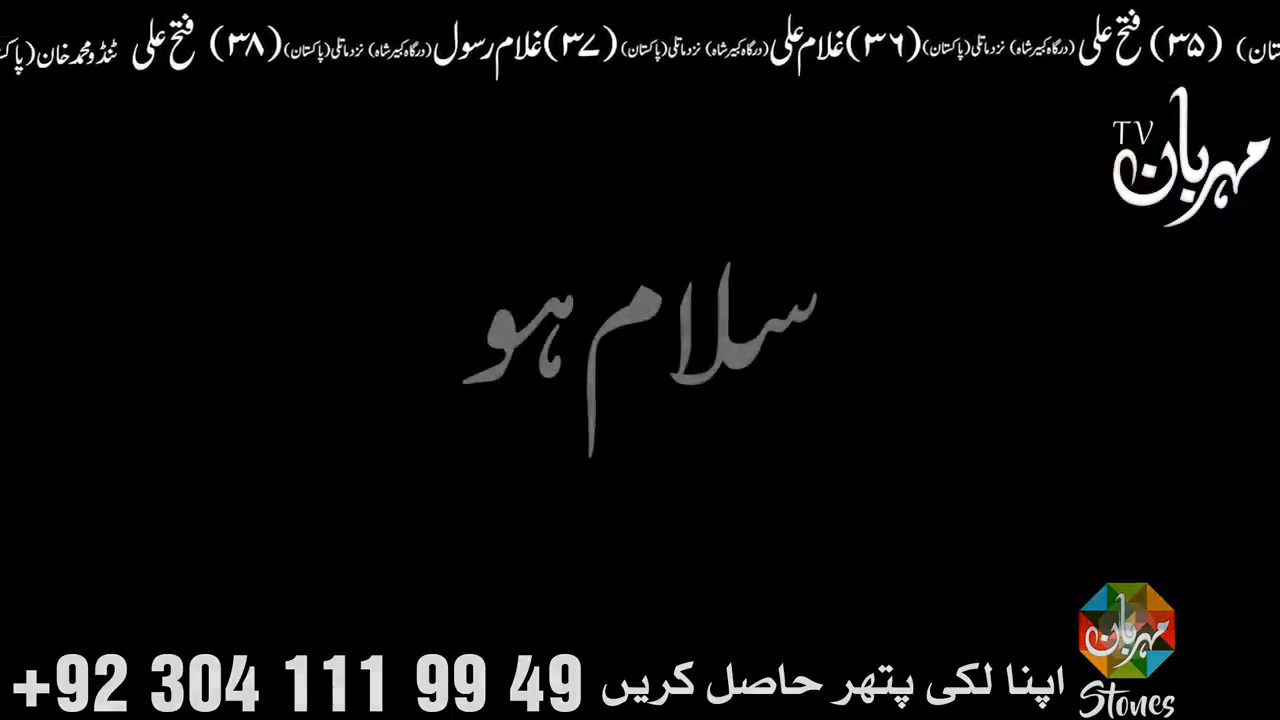 تان) (۳۵) فتح علی (درگاہ کبیر شاہ) نزد ماتلی (پاکستان) (۳۶) غلام علی (درگاہ کبیر شاہ) نزد ماتلی (پاکستان) (۳۷) غلام رسول (درگاہ کبیر شاہ) نزد ماتلی (پاکستان) (۳۸) فتح علی ٹنڈو محمد خان (پاکس
TV
مہربان
سلام ہو
مہربان
Stones
اپنا لکی پتھر حاصل کریں +92 304 111 99 49